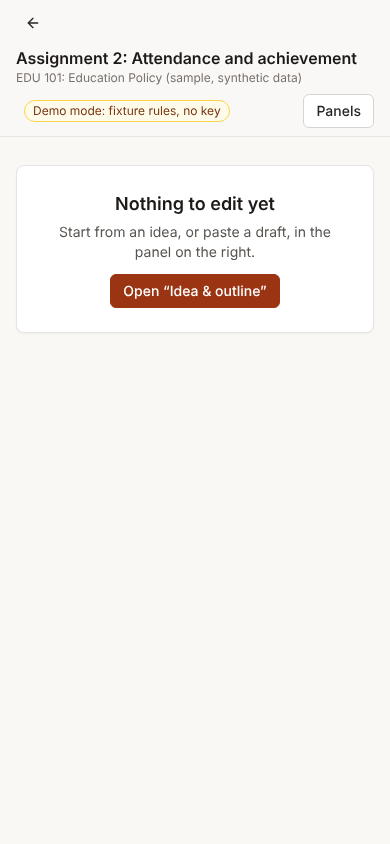 Assignment 2: Attendance and achievement
EDU 101: Education Policy (sample, synthetic data)
Demo mode: fixture rules, no key
Panels
Nothing to edit yet
Start from an idea, or paste a draft, in the
panel on the right.
Open “Idea & outline”